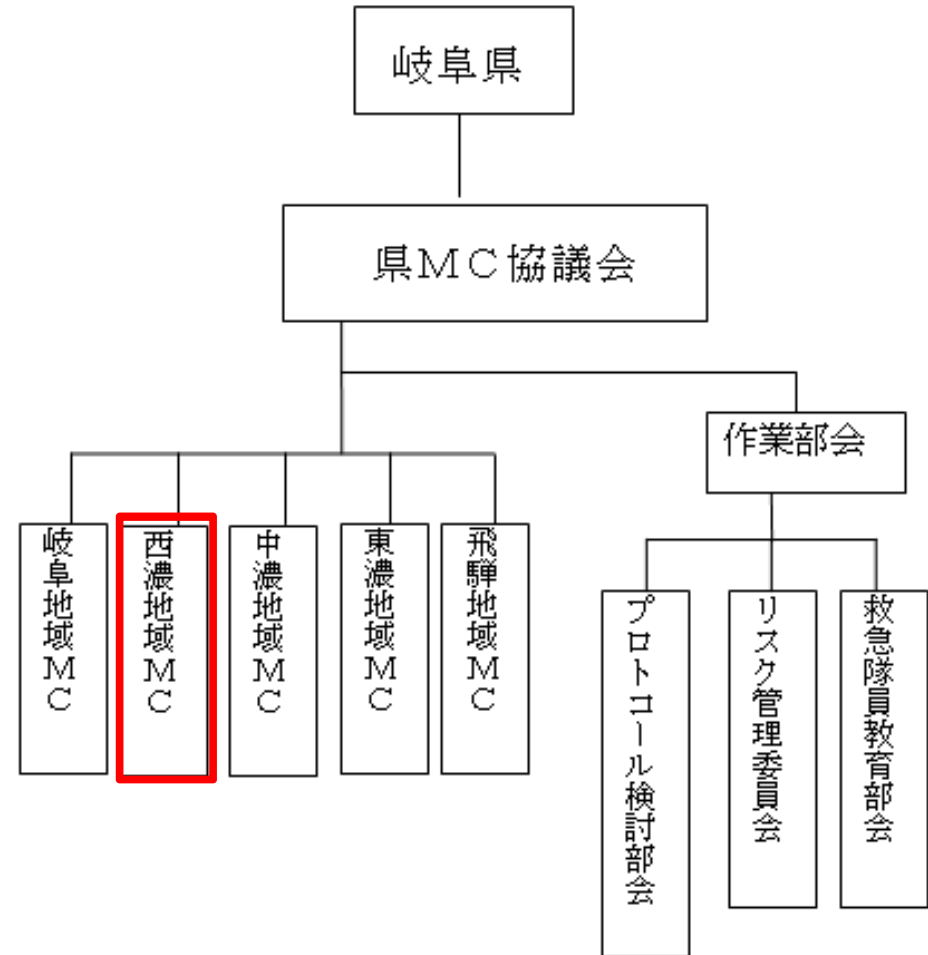 岐阜県
県ＭＣ協議会
作業部会
岐阜地域ＭＣ
西濃地域ＭＣ
中濃地域ＭＣ
東濃地域ＭＣ
飛騨地域ＭＣ
プロトコール検討部会
リスク管理委員会
救急隊員教育部会